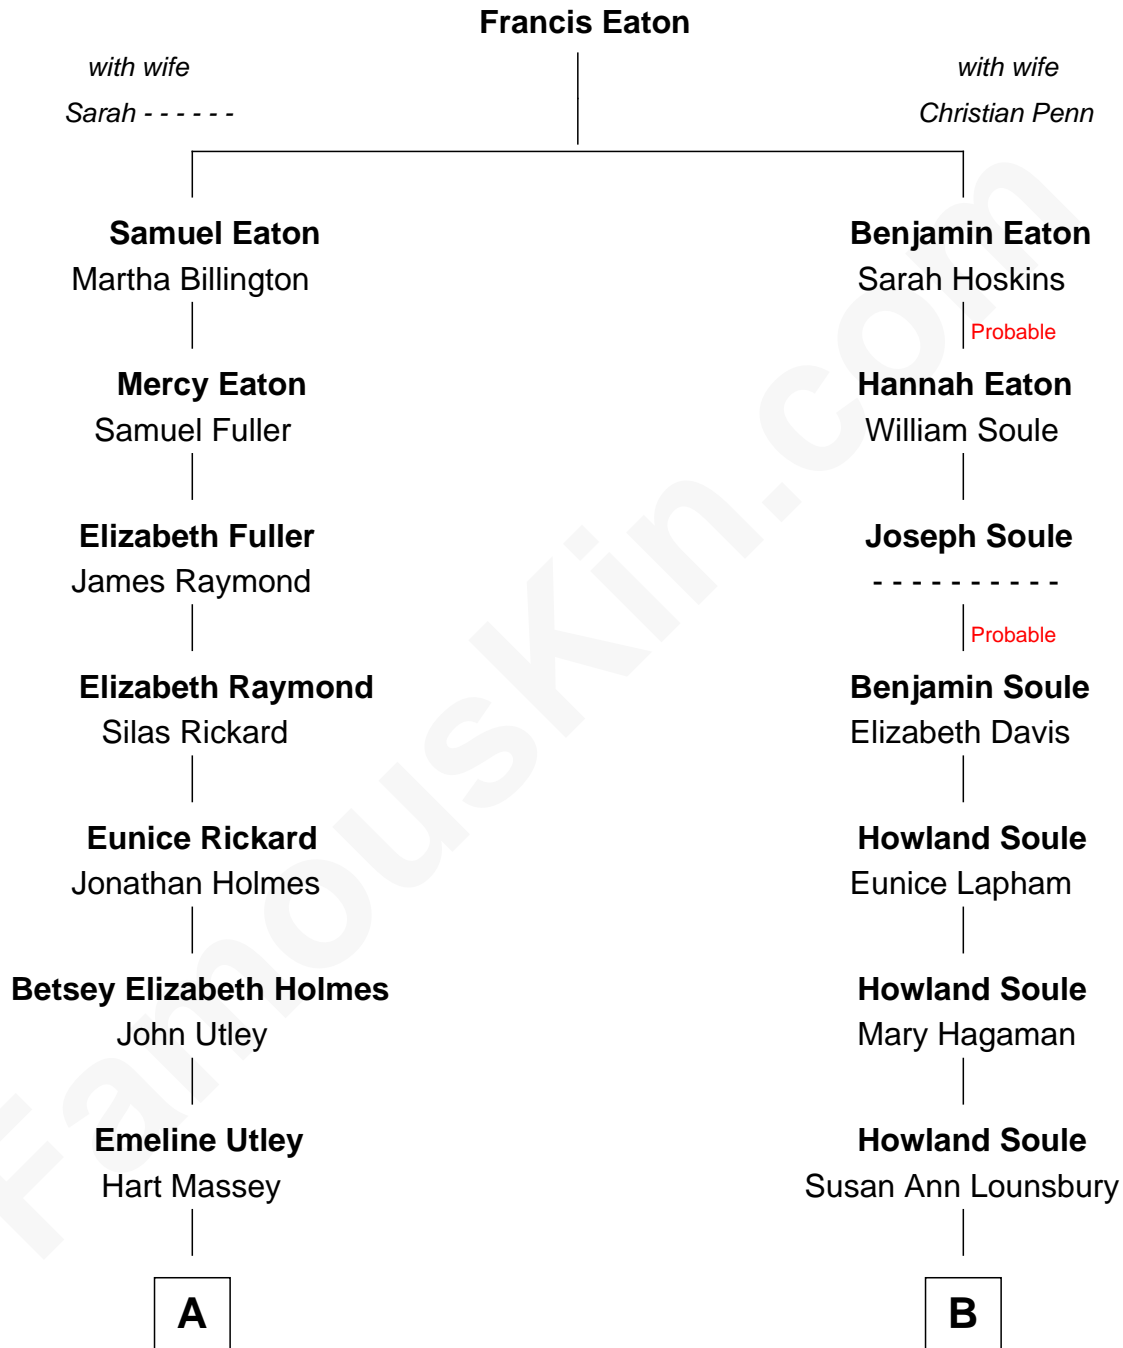 Francis Eaton
with wife
Sarah - - - - - -
with wife
Christian Penn
Samuel Eaton
Martha Billington
Benjamin Eaton
Sarah Hoskins
Probable
Mercy Eaton
Samuel Fuller
Hannah Eaton
William Soule
Elizabeth Fuller
James Raymond
Joseph Soule
- - - - - - - - - -
Probable
Elizabeth Raymond
Silas Rickard
Benjamin Soule
Elizabeth Davis
Eunice Rickard
Jonathan Holmes
Howland Soule
Eunice Lapham
Betsey Elizabeth Holmes
John Utley
Howland Soule
Mary Hagaman
Emeline Utley
Hart Massey
Howland Soule
Susan Ann Lounsbury
A
B
FamousKin.com